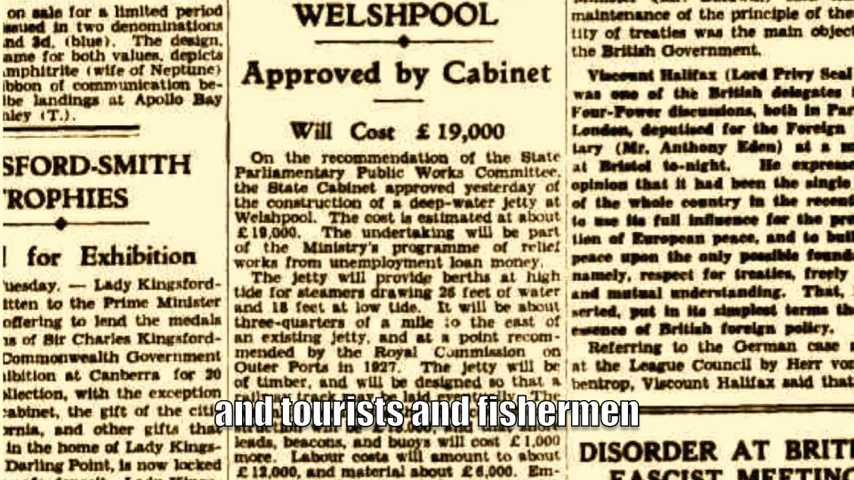 on sale for a limited period
issued in two denominations
and 3d. (blue). The design,
same for both values, depicts
Amphitrite (wife of Neptune)
ribbon of communication be-
the landings at Apollo Bay
nley (T.).
SFORD-SMITH
TROPHIES
for Exhibition
Tuesday. — Lady Kingsford-
itten to the Prime Minister
offering to lend the medals
ns of Sir Charles Kingsford-
Commonwealth Government
ibition at Canberra for 20
llection, with the exception
cabinet, the gift of the citi
ornia, and other gifts that
in the home of Lady Kings-
Darling Point, is now locked
WELSHPOOL
Approved by Cabinet
Will Cost £19,000
On the recommendation of the State
Parliamentary Public Works Committee,
the State Cabinet approved yesterday of
the construction of a deep-water jetty at
Welshpool. The cost is estimated at about
£19,000. The undertaking will be part
of the Ministry's programme of relief
works from unemployment loan money.
The jetty will provide berths at high
tide for steamers drawing 26 feet of water
and 18 feet at low tide. It will be about
three-quarters of a mile to the east of
an existing jetty, and at a point recom-
mended by the Royal Commission on
Outer Ports in 1927. The jetty will be
of timber, and will be designed so that a
leads, beacons, and buoys will cost £1,000
more. Labour costs will amount to about
£12,000, and material about £6,000. Em-
maintenance of the principle of the
tity of treaties was the main object
the British Government.
Viscount Halifax (Lord Privy Seal
was one of the British delegates
Four-Power discussions, both in Par
London, deputised for the Foreign
tary (Mr. Anthony Eden) at a
at Bristol to-night. He expresse
opinion that it had been the single
of the whole country in the recent
to use its full influence for the pre
tion of European peace, and to buil
peace upon the only possible founda
namely, respect for treaties, freely
and mutual understanding. That,
serted, put in its simplest terms th
essence of British foreign policy.
Referring to the German case
at the League Council by Herr von
bentrop, Viscount Halifax said that
DISORDER AT BRITI
FASCIST MEETING
and tourists and fishermen